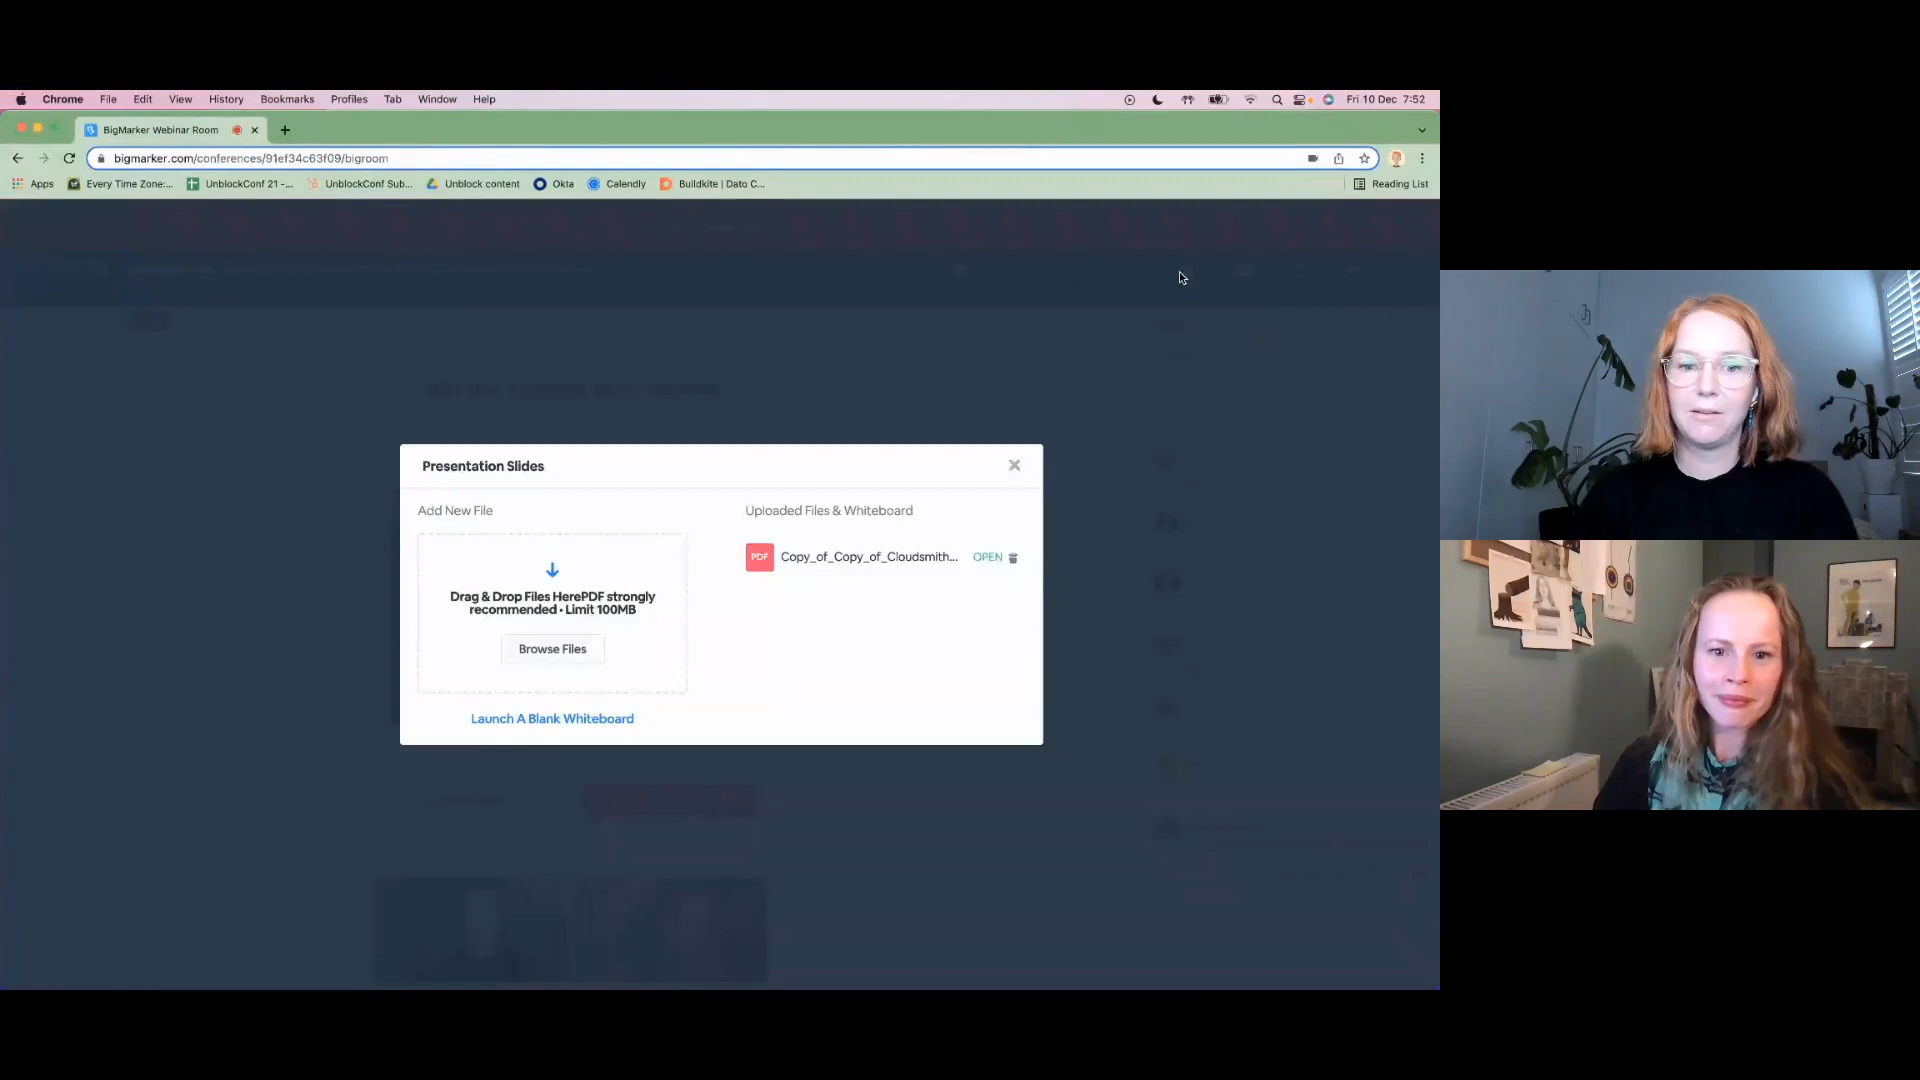 Chrome File Edit View History Bookmarks Profiles Tab Window Help Fri 10 Dec 7:52
BigMarker Webinar Room
bigmarker.com/conferences/91ef34c63f09/bigroom
Apps Every Time Zone:... UnblockConf 21 -... UnblockConf Sub... Unblock content Okta Calendly Buildkite | Dato C... Reading List
Presentation Slides
Add New File
Uploaded Files & Whiteboard
PDF Copy_of_Copy_of_Cloudsmith... OPEN
Drag & Drop Files HerePDF strongly
recommended • Limit 100MB
Browse Files
Launch A Blank Whiteboard